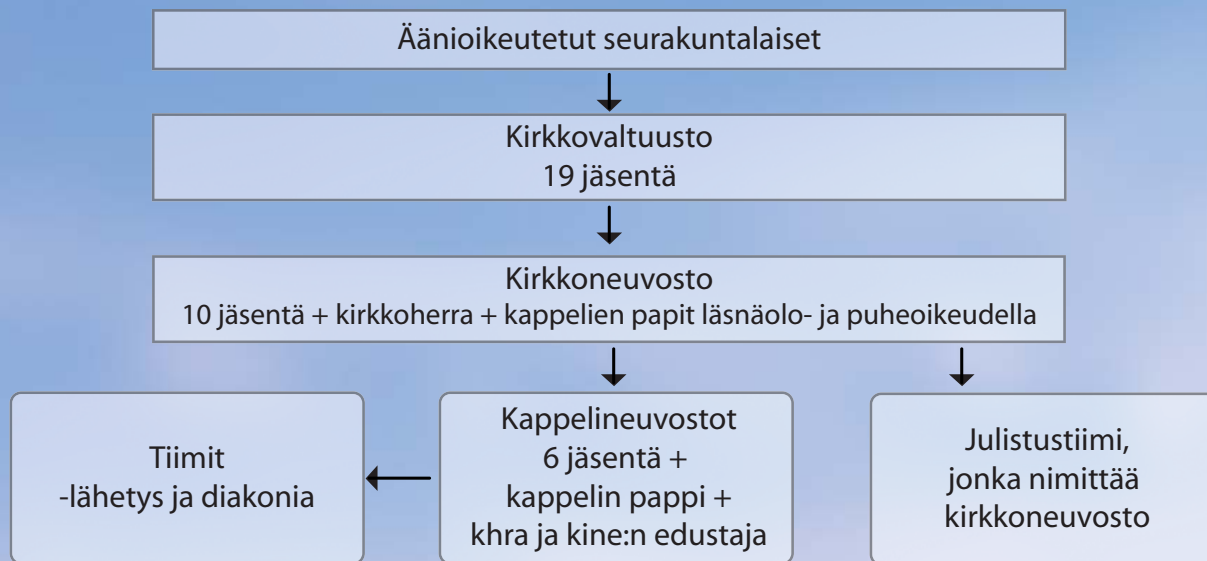 Äänioikeutetut seurakuntalaiset
Kirkkovaltuusto
19 jäsentä
Kirkkoneuvosto
10 jäsentä + kirkkoherra + kappelien papit läsnäolo- ja puheoikeudella
Tiimit
-lähetys ja diakonia
Kappelineuvostot
6 jäsentä +
kappelin pappi +
khra ja kine:n edustaja
Julistustiimi,
jonka nimittää
kirkkoneuvosto